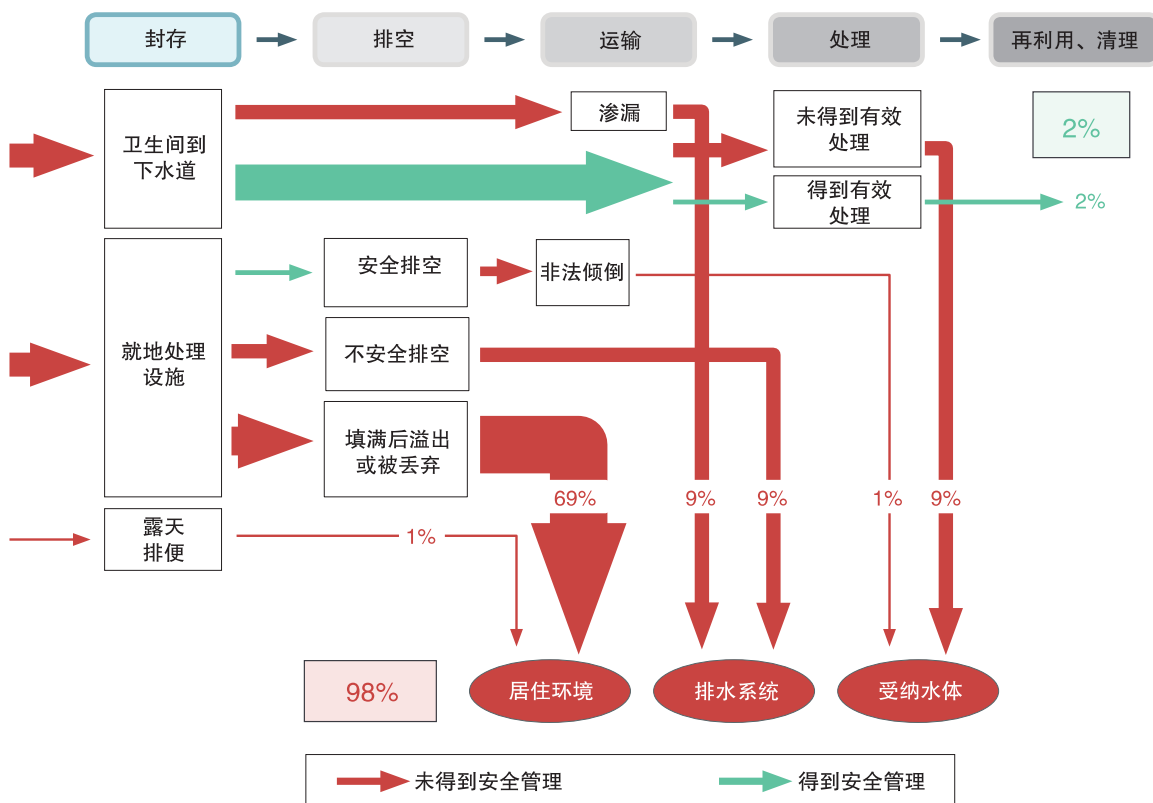 封存
排空
运输
处理
再利用、清理
卫生间到
下水道
渗漏
未得到有效
处理
2%
得到有效
处理
2%
就地处理
设施
安全排空
非法倾倒
不安全排空
填满后溢出
或被丢弃
69%
9%
9%
1%
9%
露天
排便
1%
98%
居住环境
排水系统
受纳水体
未得到安全管理
得到安全管理